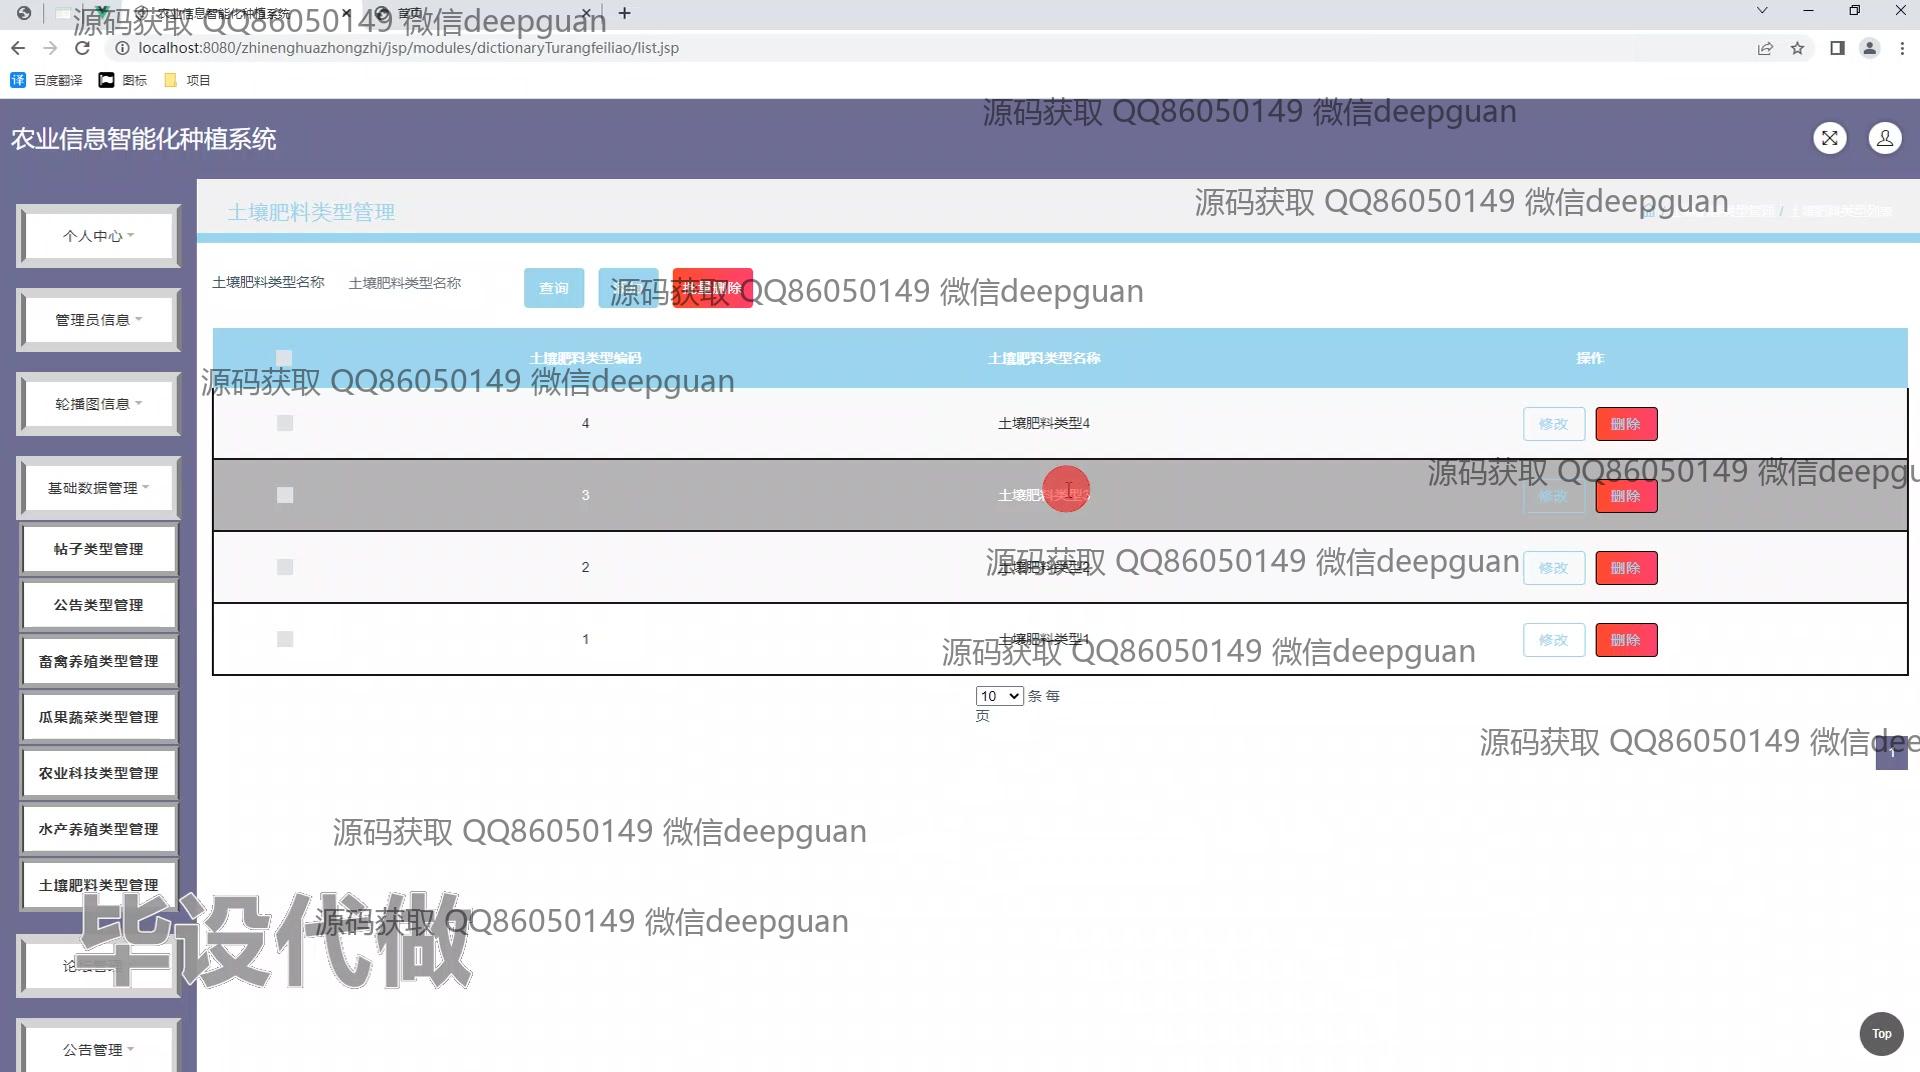 农业信息智能化种植系统
首页
源码获取 QQ86050149 微信deepguan
localhost:8080/zhinenghuazhongzhi/jsp/modules/dictionaryTurangfeiliao/list.jsp
百度翻译 图标 项目
源码获取 QQ86050149 微信deepguan
农业信息智能化种植系统
源码获取 QQ86050149 微信deepguan
土壤肥料类型管理
个人中心
土壤肥料类型名称 土壤肥料类型名称 查询 批量删除
源码获取 QQ86050149 微信deepguan
管理员信息
土壤肥料类型编码 土壤肥料类型名称 操作
源码获取 QQ86050149 微信deepguan
轮播图信息
4 土壤肥料类型4 修改 删除
源码获取 QQ86050149 微信deepgu
基础数据管理
3 土壤肥料类型3 修改 删除
帖子类型管理
源码获取 QQ86050149 微信deepguan
2 土壤肥料类型2 修改 删除
公告类型管理
1 土壤肥料类型1 修改 删除
源码获取 QQ86050149 微信deepguan
畜禽养殖类型管理
10 条 每
页
瓜果蔬菜类型管理
源码获取 QQ86050149 微信dee
1
农业科技类型管理
水产养殖类型管理
源码获取 QQ86050149 微信deepguan
土壤肥料类型管理
源码获取 QQ86050149 微信deepguan
毕设代做
论坛管理
公告管理
Top